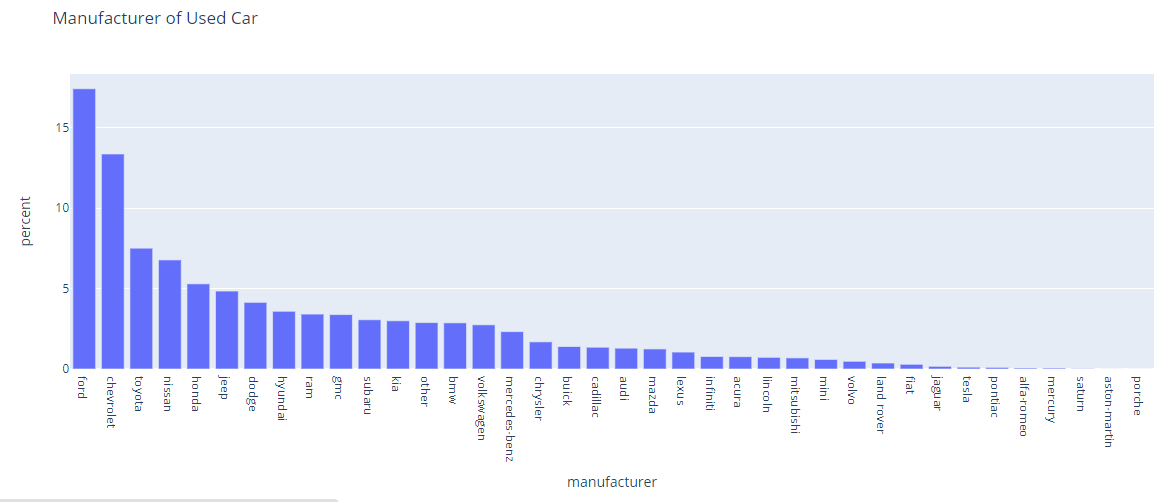 Manufacturer of Used Car
percent
15
10
5
0
ford
chevrolet
toyota
nissan
honda
jeep
dodge
hyundai
ram
gmc
subaru
kia
other
bmw
volkswagen
mercedes-benz
chrysler
buick
cadillac
audi
mazda
lexus
infiniti
acura
lincoln
mitsubishi
mini
volvo
land rover
fiat
jaguar
tesla
pontiac
alfa-romeo
mercury
saturn
aston-martin
porche
manufacturer